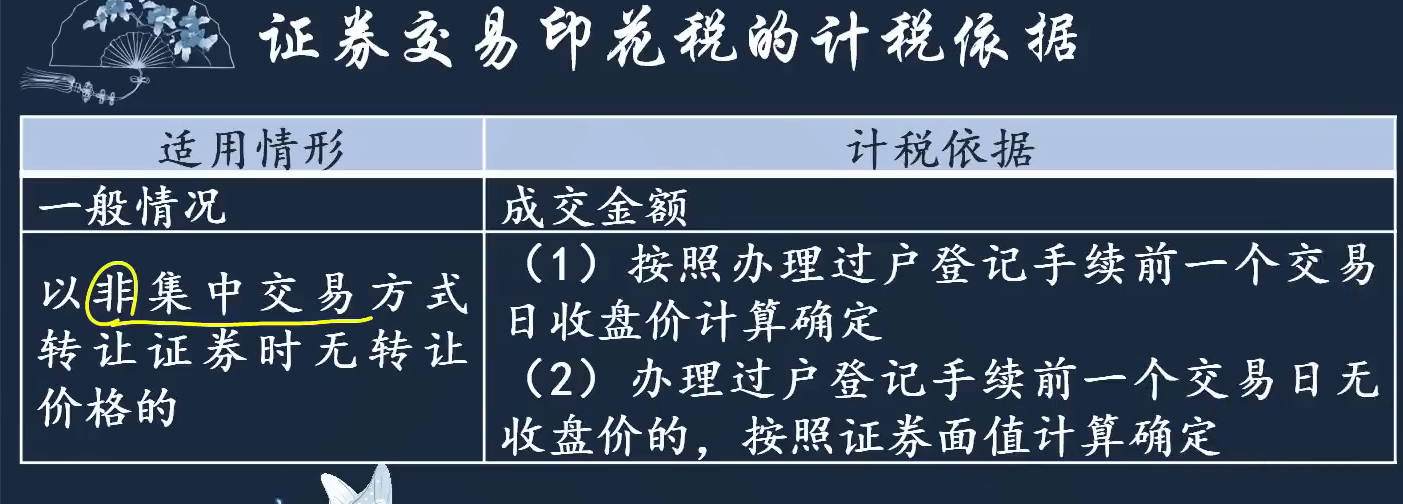 证券交易印花税的计税依据
适用情形
计税依据
一般情况
成交金额
以非集中交易方式
转让证券时无转让
价格的
（1）按照办理过户登记手续前一个交易
日收盘价计算确定
（2）办理过户登记手续前一个交易日无
收盘价的，按照证券面值计算确定